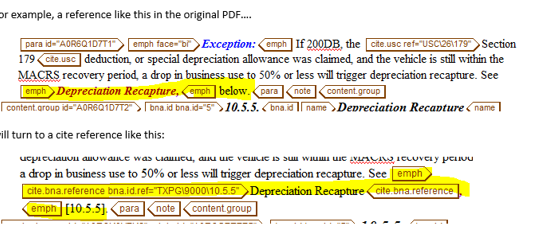 or example, a reference like this in the original PDF....
para id="A0R6Q1D7T1" emph face="bi" Exception: emph If 200DB, the cite.usc ref="USC\26\179" Section
179 cite.usc deduction, or special depreciation allowance was claimed, and the vehicle is still within the
MACRS recovery period, a drop in business use to 50% or less will trigger depreciation recapture. See
emph Depreciation Recapture, emph below. para note content.group
content.group id="A0R6Q1D7T2" bna.id bna.id="5" 10.5.5. bna.id name Depreciation Recapture name
vill turn to a cite reference like this:
depreciation allowance was claimed, and the vehicle is still within the MACRS recovery period
a drop in business use to 50% or less will trigger depreciation recapture. See emph
cite.bna.reference bna.id.ref="TXPG\9000\10.5.5" Depreciation Recapture cite.bna.reference,
emph [10.5.5]. para note content.group